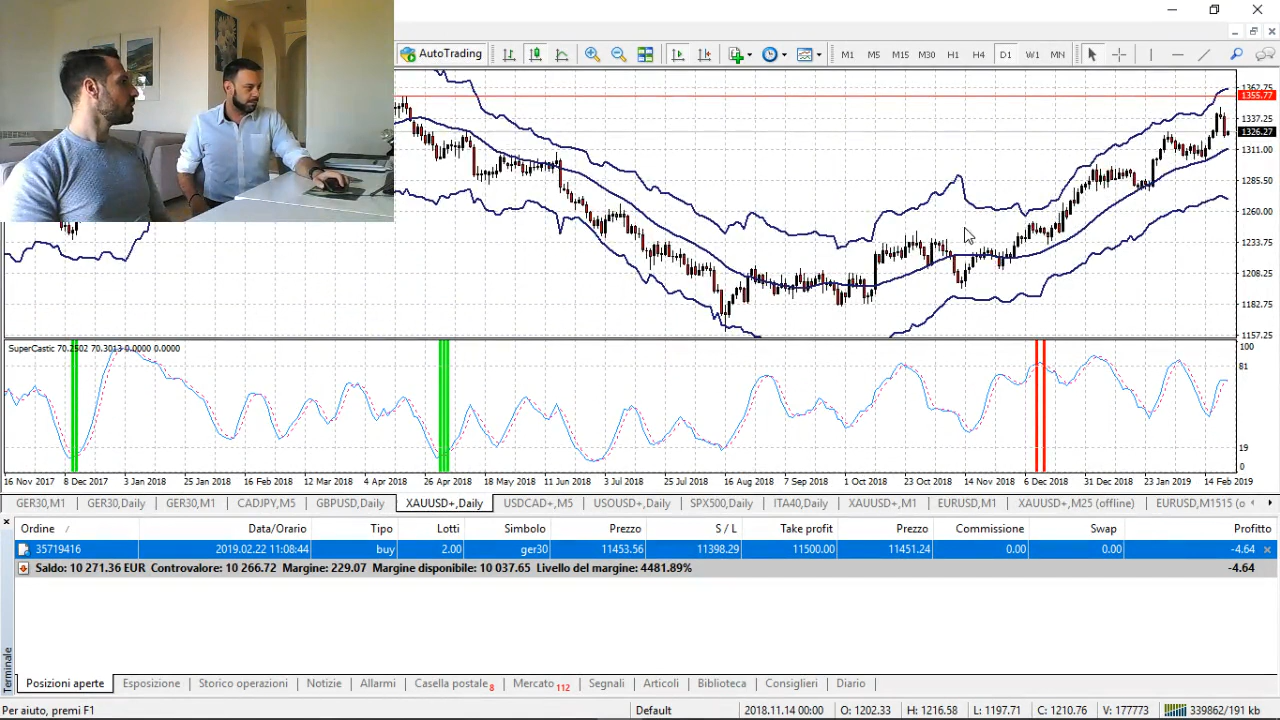 AutoTrading M1 M5 M15 M30 H1 H4 D1 W1 MN
1362.75
1355.77
1337.25
1326.27
1311.00
1285.50
1260.00
1233.75
1208.25
1182.75
1157.25
SuperCastic 70.2502 70.3013 0.0000 0.0000
100
81
19
0
16 Nov 2017 8 Dec 2017 3 Jan 2018 25 Jan 2018 16 Feb 2018 12 Mar 2018 4 Apr 2018 26 Apr 2018 18 May 2018 11 Jun 2018 3 Jul 2018 25 Jul 2018 16 Aug 2018 7 Sep 2018 1 Oct 2018 23 Oct 2018 14 Nov 2018 6 Dec 2018 31 Dec 2018 23 Jan 2019 14 Feb 2019
GER30,M1 GER30,Daily GER30,M1 CADJPY,M5 GBPUSD,Daily XAUUSD+,Daily USDCAD+,M5 USOUSD+,Daily SPX500,Daily ITA40,Daily XAUUSD+,M1 EURUSD,M1 XAUUSD+,M25 (offline) EURUSD,M1515 (o
Ordine / Data/Orario Tipo Lotti Simbolo Prezzo S / L Take profit Prezzo Commissione Swap Profitto
35719416 2019.02.22 11:08:44 buy 2.00 ger30 11453.56 11398.29 11500.00 11451.24 0.00 0.00 -4.64
Saldo: 10 271.36 EUR Controvalore: 10 266.72 Margine: 229.07 Margine disponibile: 10 037.65 Livello del margine: 4481.89% -4.64
Terminale
Posizioni aperte Esposizione Storico operazioni Notizie Allarmi Casella postale 8 Mercato 112 Segnali Articoli Biblioteca Consiglieri Diario
Per aiuto, premi F1 Default 2018.11.14 00:00 O: 1202.33 H: 1216.58 L: 1197.71 C: 1210.76 V: 177773 339862/191 kb